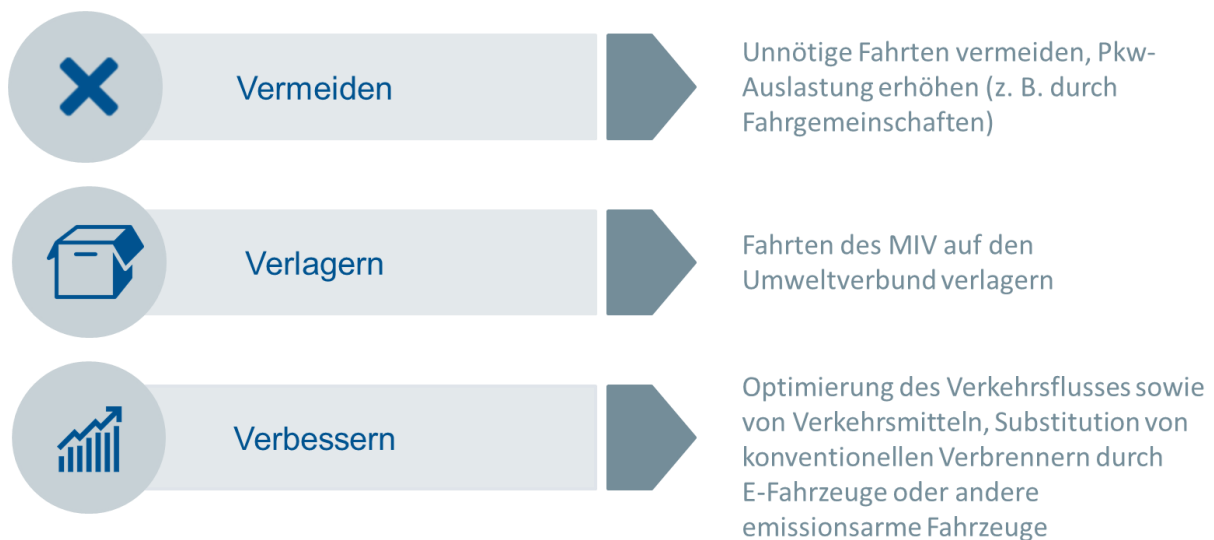 Vermeiden
Unnötige Fahrten vermeiden, Pkw-
Auslastung erhöhen (z. B. durch
Fahrgemeinschaften)
Verlagern
Fahrten des MIV auf den
Umweltverbund verlagern
Verbessern
Optimierung des Verkehrsflusses sowie
von Verkehrsmitteln, Substitution von
konventionellen Verbrennern durch
E-Fahrzeuge oder andere
emissionsarme Fahrzeuge